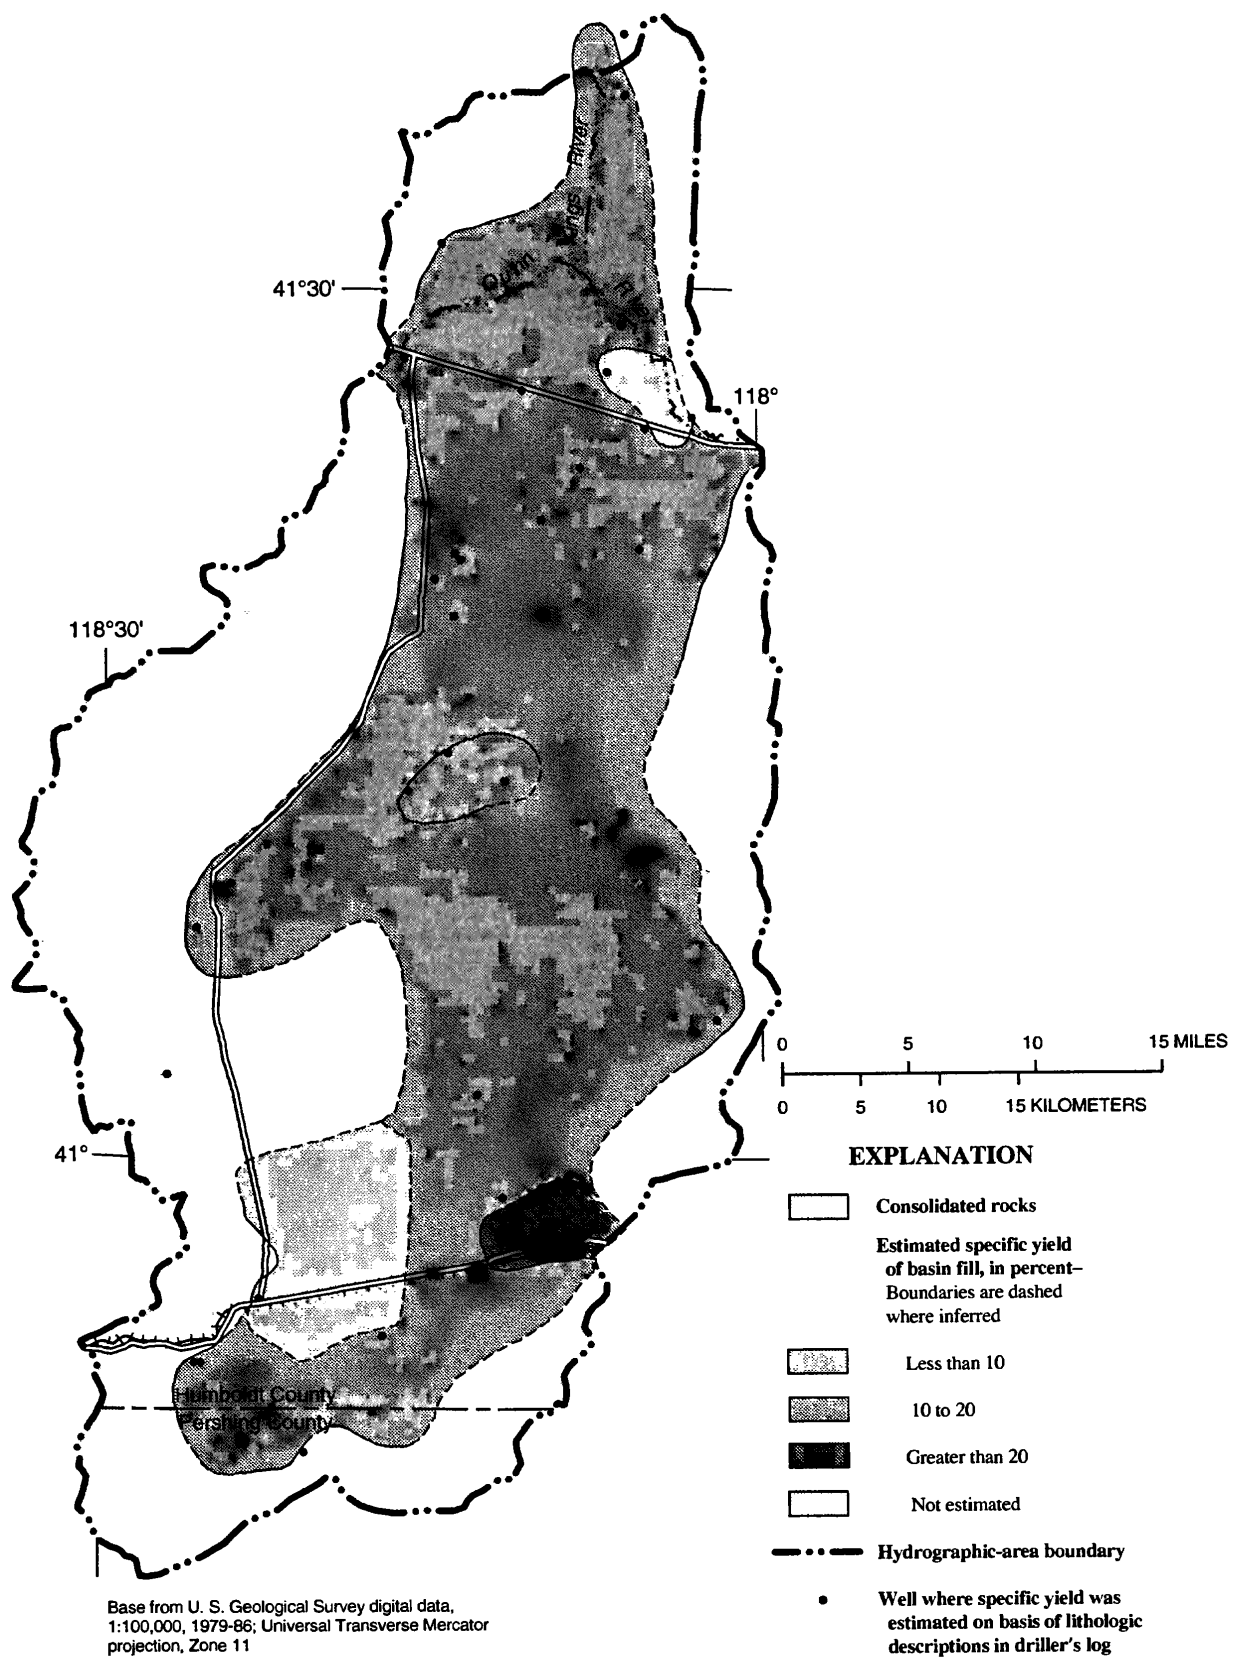 River
Kings
Quinn
River
41°30'
118°
118°30'
0 5 10 15 MILES
0 5 10 15 KILOMETERS
41°
EXPLANATION
Consolidated rocks
Estimated specific yield
of basin fill, in percent–
Boundaries are dashed
where inferred
Less than 10
10 to 20
Greater than 20
Not estimated
Hydrographic-area boundary
Well where specific yield was
estimated on basis of lithologic
descriptions in driller's log
Humboldt County
Pershing County
Base from U. S. Geological Survey digital data,
1:100,000, 1979-86; Universal Transverse Mercator
projection, Zone 11